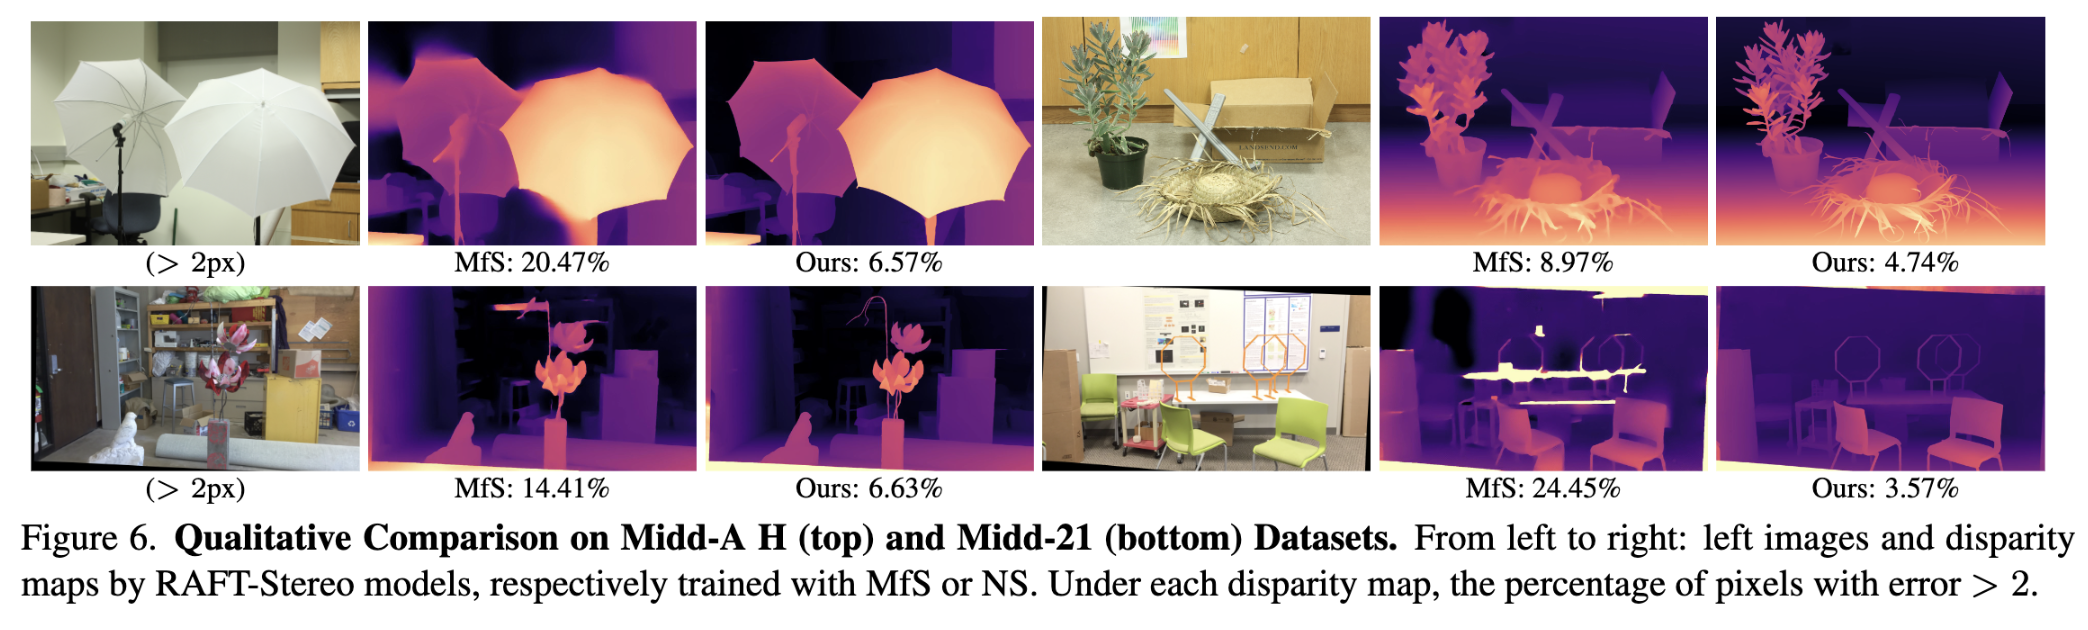 LANDSEND.COM
(> 2px)
MfS: 20.47%
Ours: 6.57%
MfS: 8.97%
Ours: 4.74%
(> 2px)
MfS: 14.41%
Ours: 6.63%
MfS: 24.45%
Ours: 3.57%
Figure 6. Qualitative Comparison on Midd-A H (top) and Midd-21 (bottom) Datasets. From left to right: left images and disparity
maps by RAFT-Stereo models, respectively trained with MfS or NS. Under each disparity map, the percentage of pixels with error > 2.